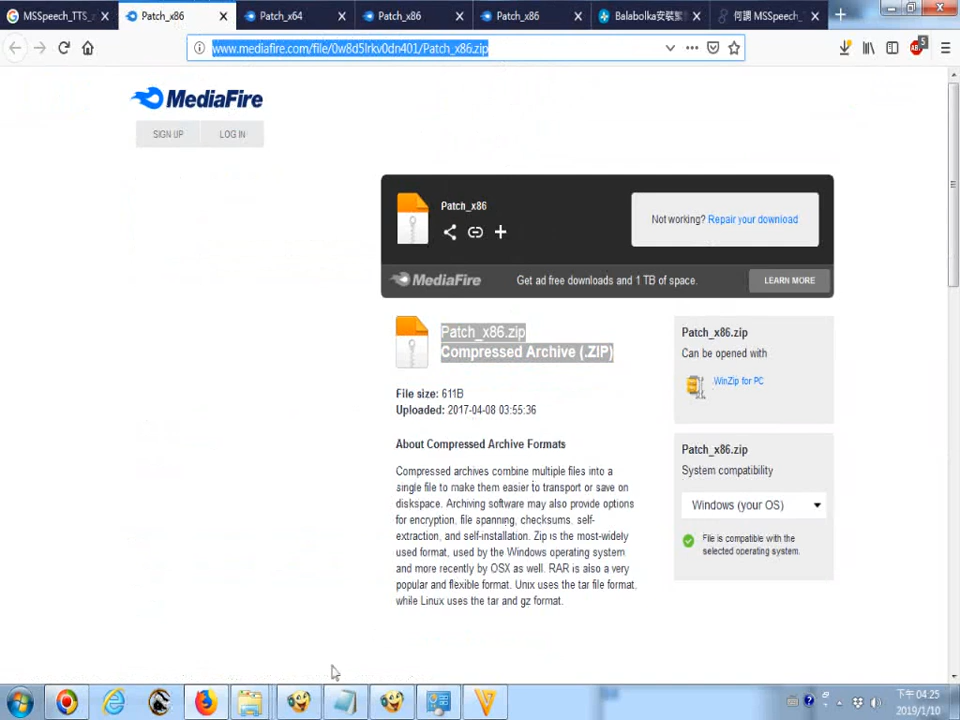 MSSpeech_TTS_
Patch_x86
Patch_x64
Patch_x86
Patch_x86
Balabolka安裝繁
何調 MSSpeech_
www.mediafire.com/file/0w8d5lrkv0dn401/Patch_x86.zip
5
MediaFire
SIGN UP
LOG IN
Patch_x86
Not working? Repair your download
MediaFire
Get ad free downloads and 1 TB of space.
LEARN MORE
Patch_x86.zip
Compressed Archive (.ZIP)
File size: 611B
Uploaded: 2017-04-08 03:55:36
About Compressed Archive Formats
Compressed archives combine multiple files into a
single file to make them easier to transport or save on
diskspace. Archiving software may also provide options
for encryption, file spanning, checksums, self-
extraction, and self-installation. Zip is the most-widely
used format, used by the Windows operating system
and more recently by OSX as well. RAR is also a very
popular and flexible format. Unix uses the tar file format,
while Linux uses the tar and gz format.
Patch_x86.zip
Can be opened with
WinZip for PC
Patch_x86.zip
System compatibility
Windows (your OS)
File is compatible with the
selected operating system.
下午 04:25
2019/1/10